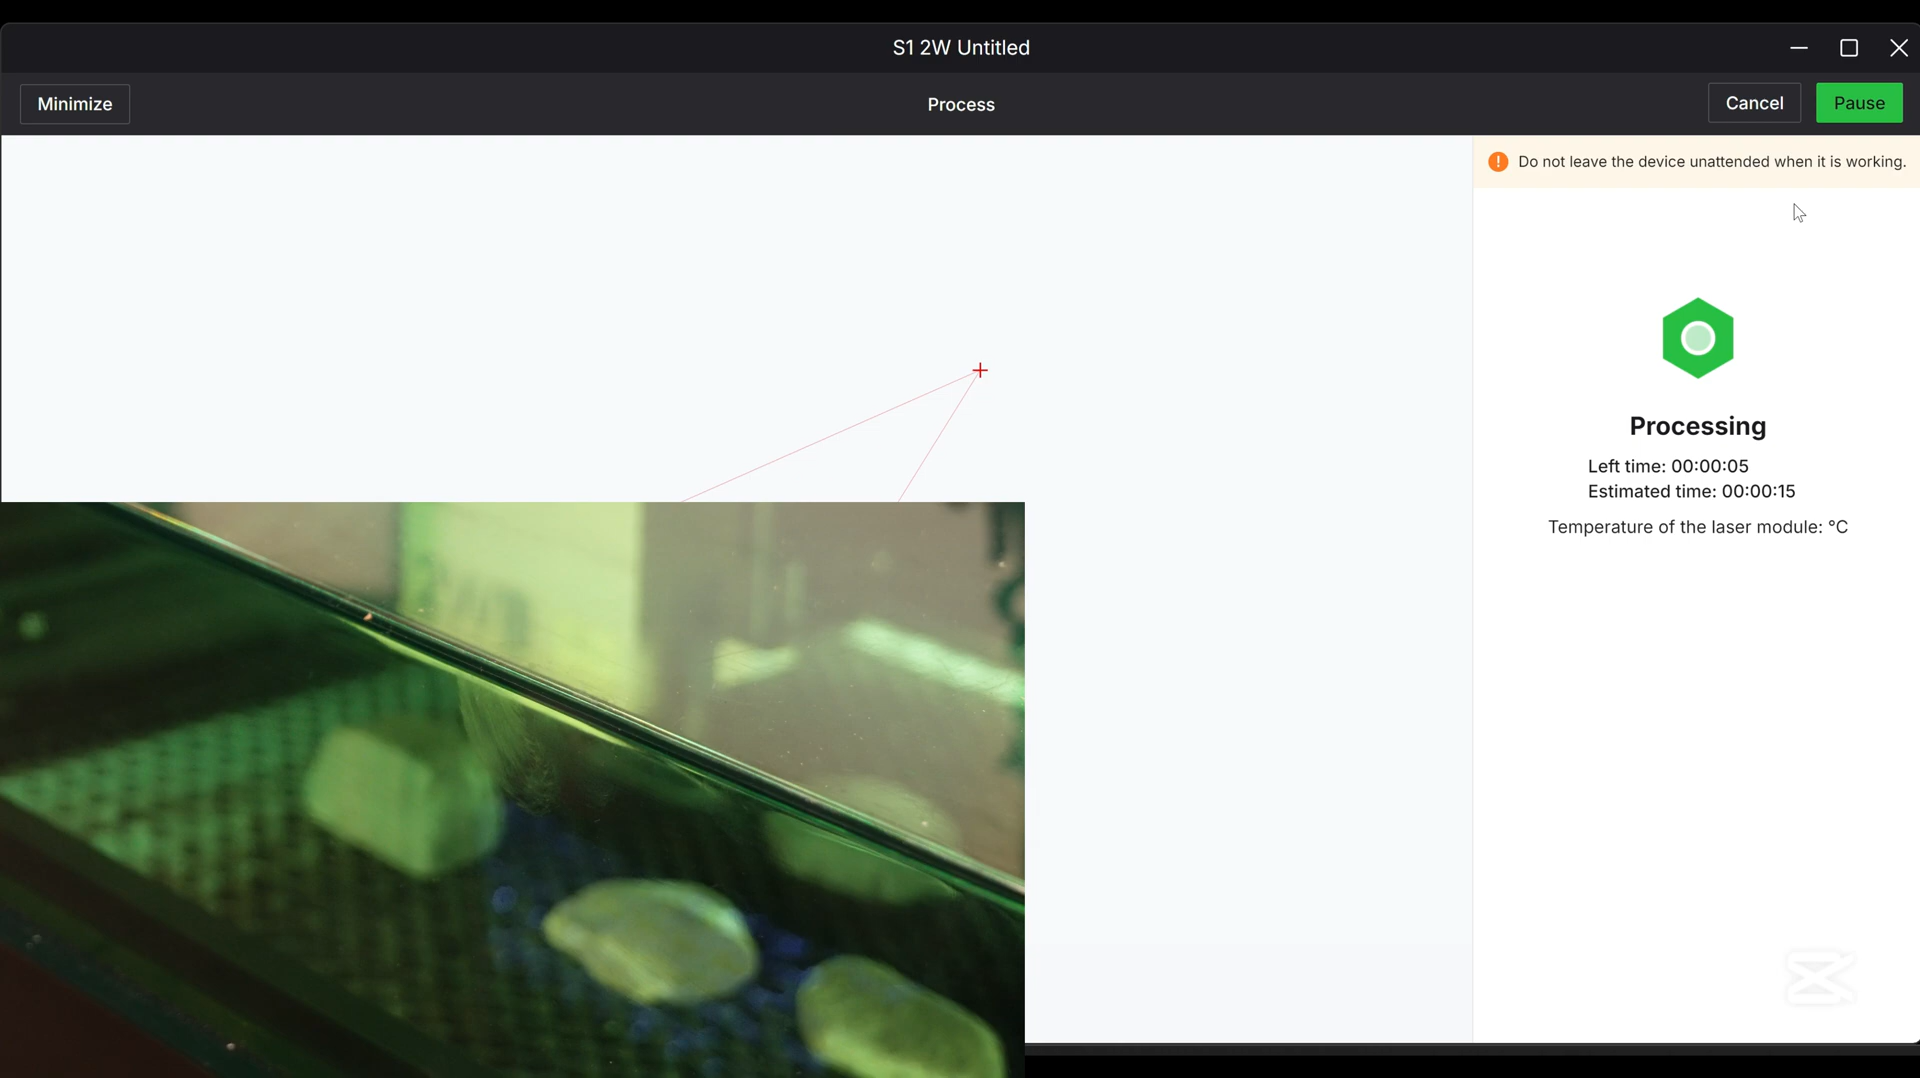 S1 2W Untitled
Minimize
Process
Cancel
Pause
Do not leave the device unattended when it is working.
Processing
Left time: 00:00:05
Estimated time: 00:00:15
Temperature of the laser module: °C